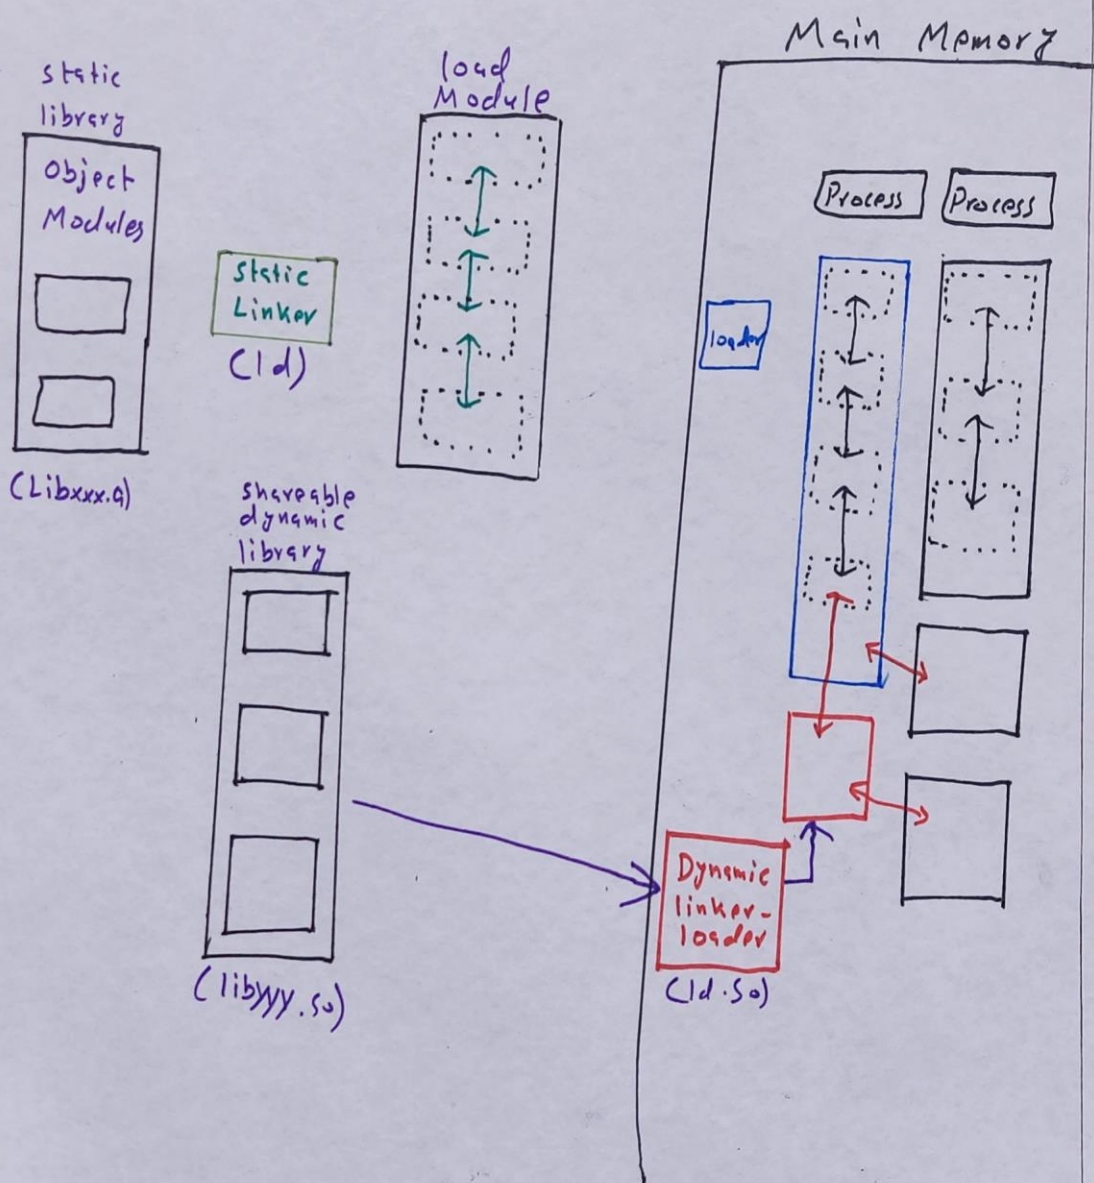 Main Memory
static
library
Object
Modules
(Libxxx.a)
Static
Linker
(ld)
load
Module
shareable
dynamic
library
(libyyy.so)
Process
Process
loader
Dynamic
linker-
loader
(ld.so)